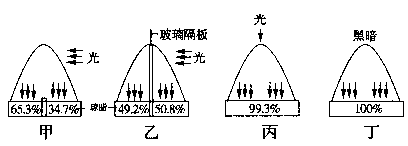 玻璃隔板
光
黑暗
光
光
65.3%
34.7%
琼脂
49.2%
50.8%
99.3%
100%
甲
乙
丙
丁